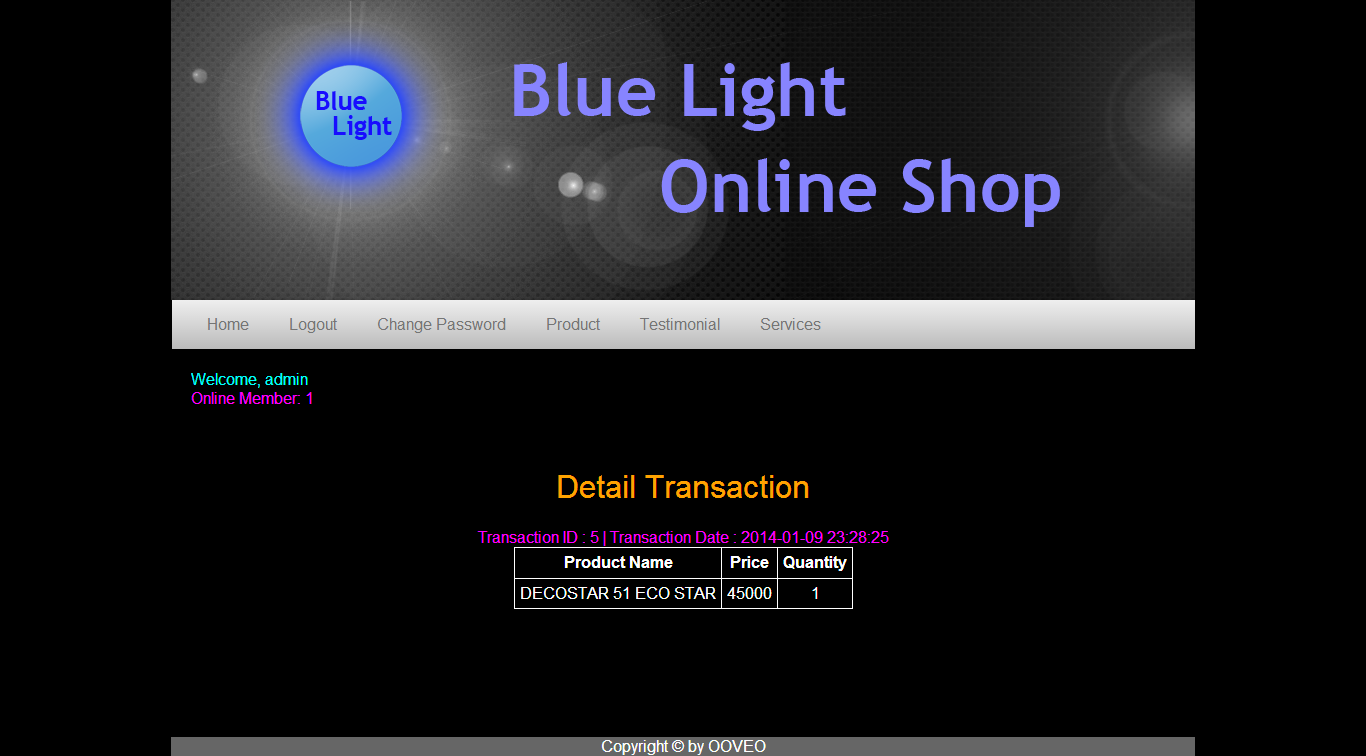 Blue
Light
Blue Light
Online Shop
Home Logout Change Password Product Testimonial Services
Welcome, admin
Online Member: 1
Detail Transaction
Transaction ID : 5 | Transaction Date : 2014-01-09 23:28:25
Product Name Price Quantity
DECOSTAR 51 ECO STAR 45000 1
Copyright © by OOVEO